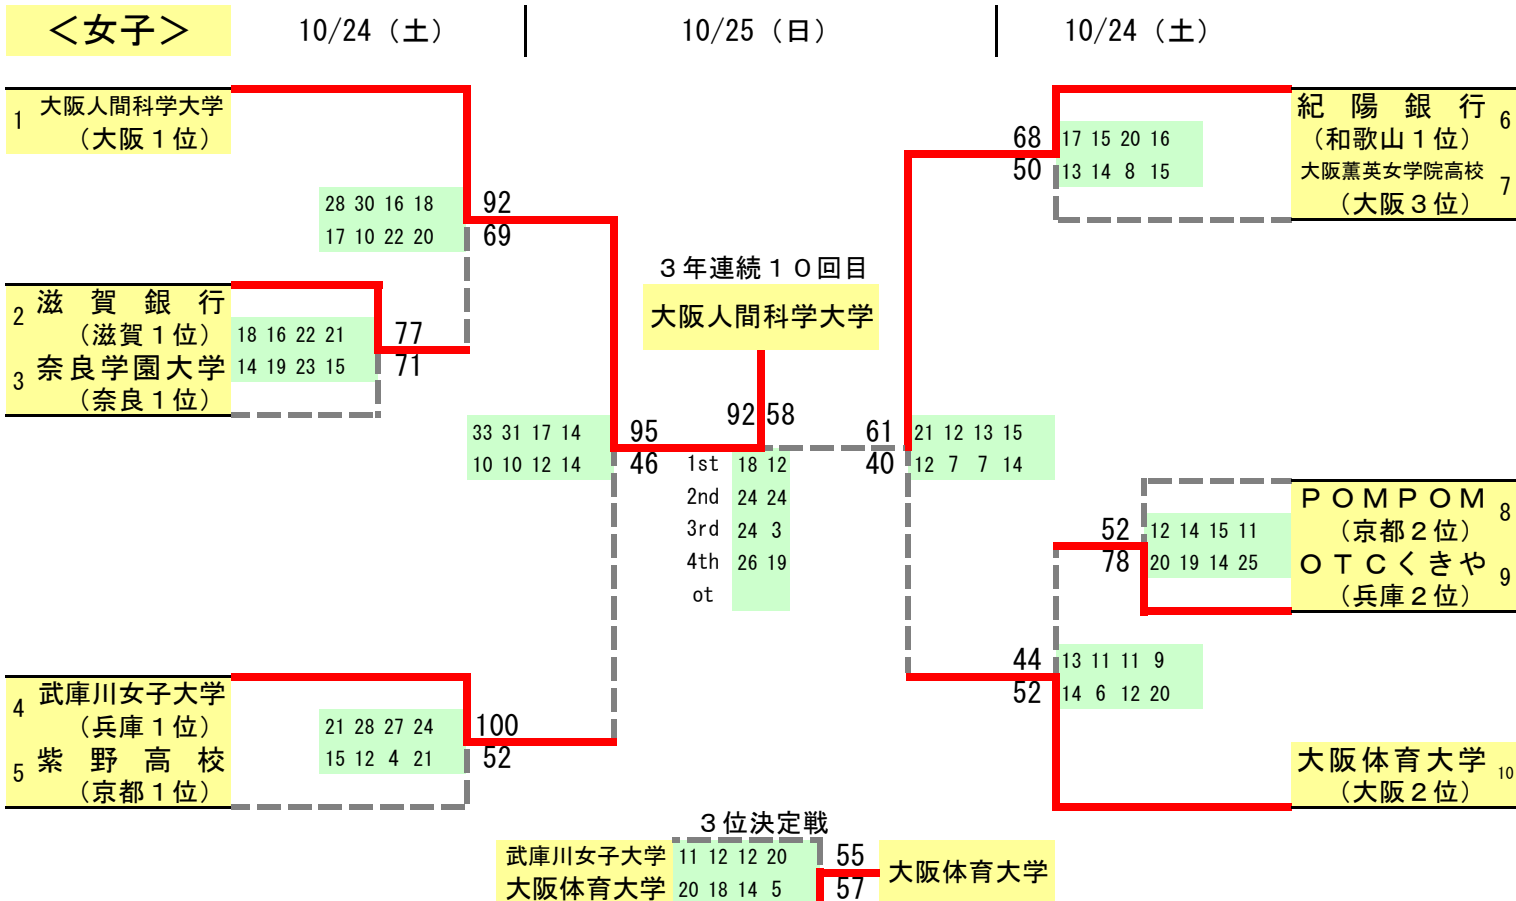 ＜女子＞
10/24（土）
10/25（日）
10/24（土）
1
大阪人間科学大学
（大阪１位）
28 30 16 18
17 10 22 20
92
69
2
滋賀銀行
（滋賀１位）
3
奈良学園大学
（奈良１位）
18 16 22 21
14 19 23 15
77
71
33 31 17 14
10 10 12 14
95
46
4
武庫川女子大学
（兵庫１位）
5
紫野高校
（京都１位）
21 28 27 24
15 12 4 21
100
52
３年連続１０回目
大阪人間科学大学
92 58
1st 18 12
2nd 24 24
3rd 24 3
4th 26 19
ot
61
40
21 12 13 15
12 7 7 14
68
50
17 15 20 16
13 14 8 15
紀陽銀行
6
（和歌山１位）
大阪薫英女学院高校
7
（大阪３位）
52
78
12 14 15 11
20 19 14 25
ＰＯＭＰＯＭ
8
（京都２位）
ＯＴＣくきや
9
（兵庫２位）
44
52
13 11 11 9
14 6 12 20
大阪体育大学
10
（大阪２位）
３位決定戦
武庫川女子大学 11 12 12 20 55
大阪体育大学 20 18 14 5 57
大阪体育大学